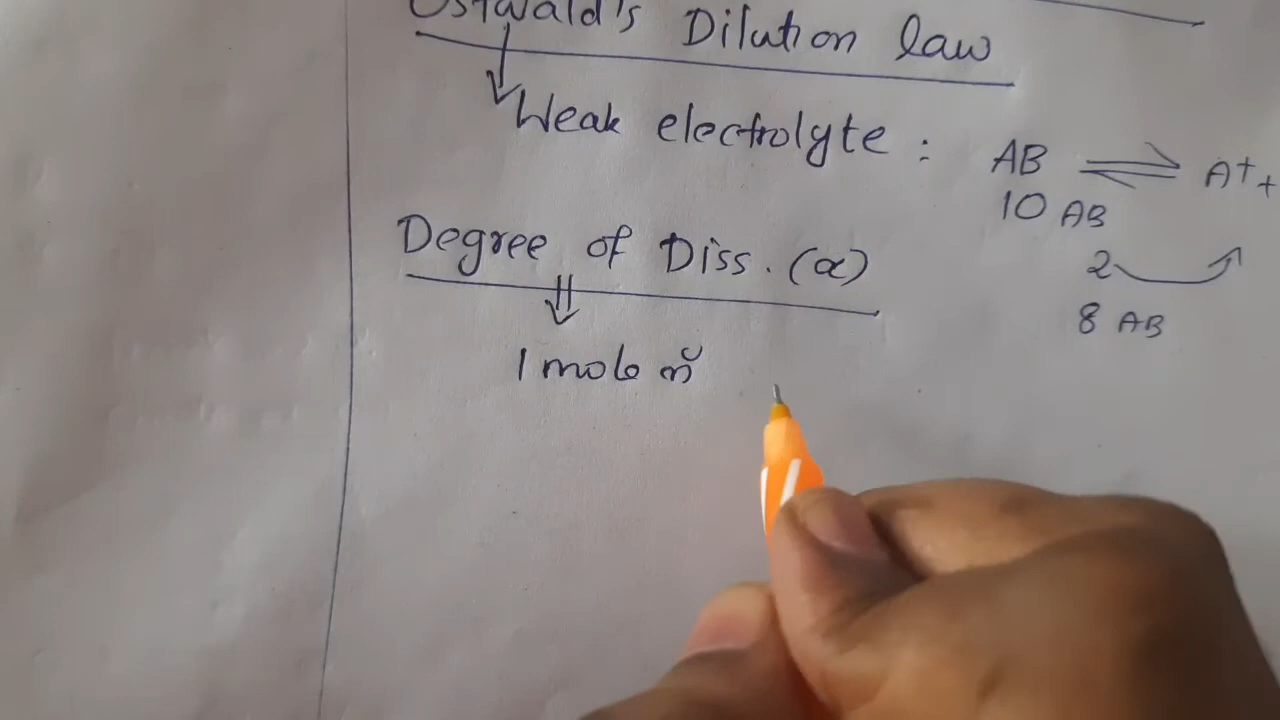 Ostwald's Dilution law
Weak electrolyte : AB ⇌ A⁺ +
10 AB
Degree of Diss. (α)
2
8 AB
1 mole